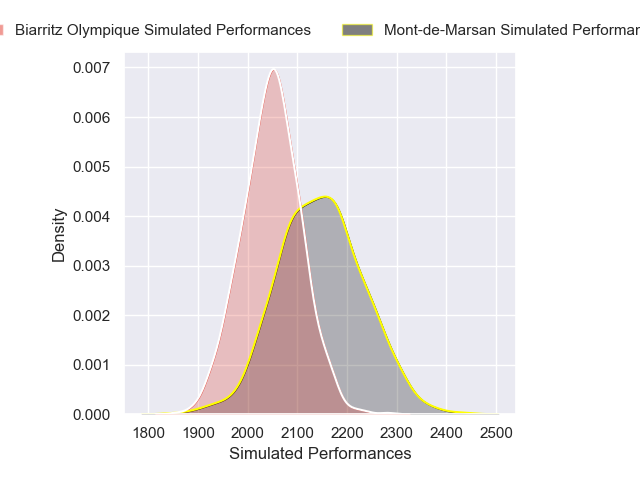 Biarritz Olympique Simulated Performances
Mont-de-Marsan Simulated
0.007
0.006
0.005
0.004
0.003
0.002
0.001
0.000
Density
1800 1900 2000 2100 2200 2300 2400 2500
Simulated Performances